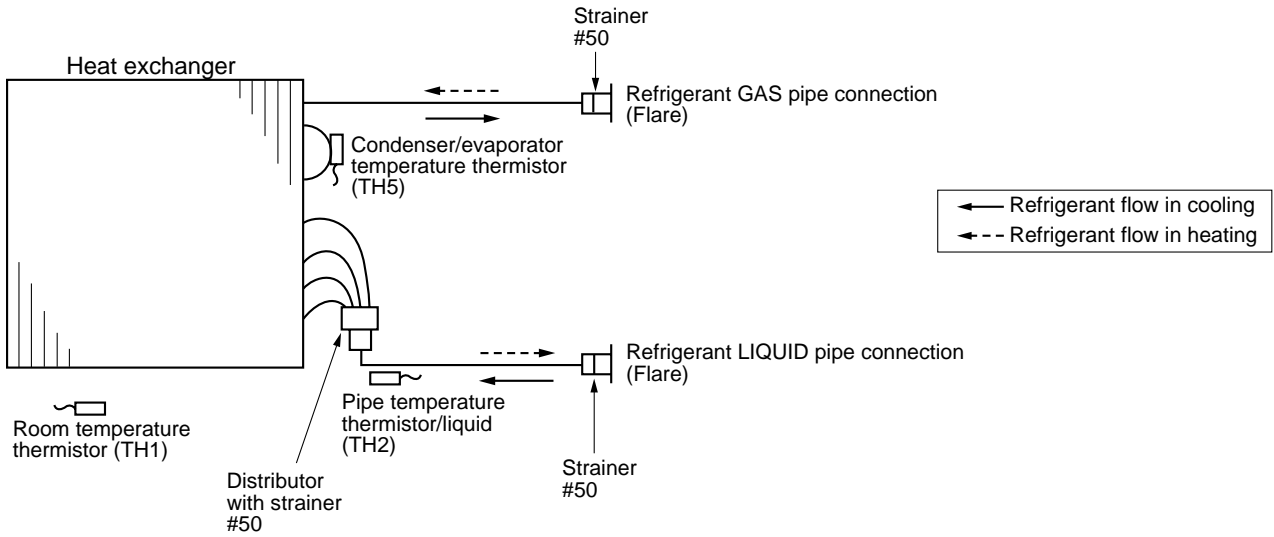 Strainer
#50
Heat exchanger
Refrigerant GAS pipe connection
(Flare)
Condenser/evaporator
temperature thermistor
(TH5)
Refrigerant flow in cooling
Refrigerant flow in heating
Refrigerant LIQUID pipe connection
(Flare)
Pipe temperature
thermistor/liquid
(TH2)
Room temperature
thermistor (TH1)
Distributor
with strainer
#50
Strainer
#50